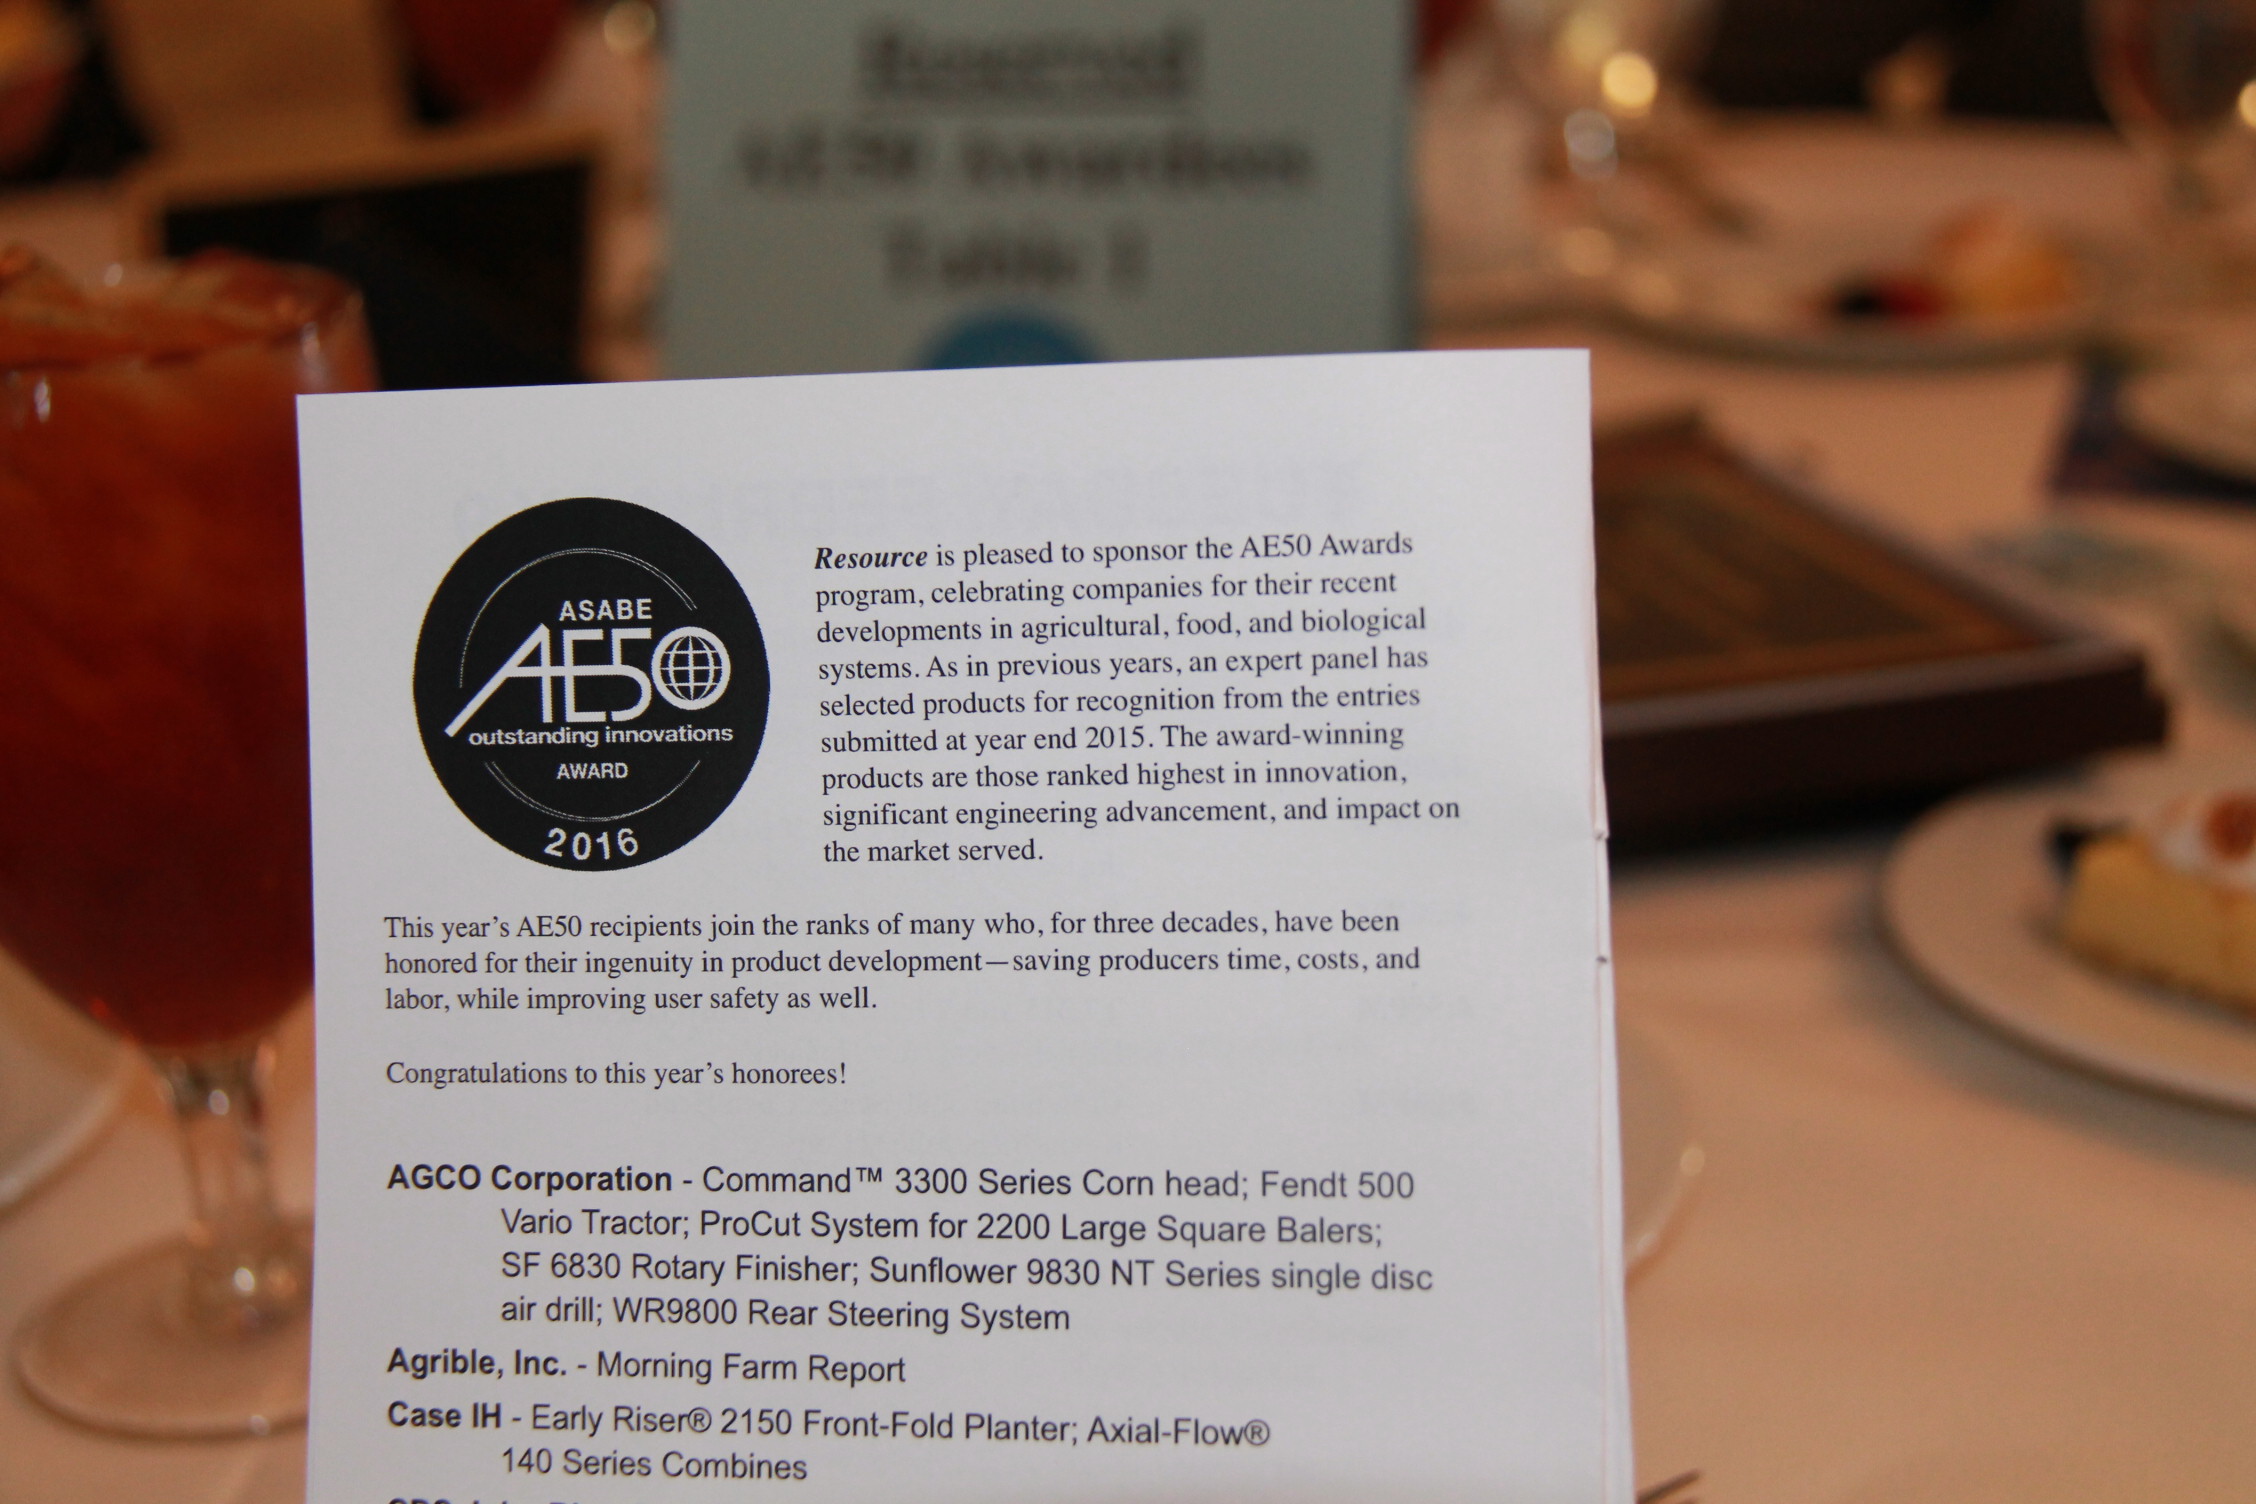 Reserved
AE50 Awardees
Table 1
ASABE
AE50
outstanding innovations
AWARD
2016
Resource is pleased to sponsor the AE50 Awards
program, celebrating companies for their recent
developments in agricultural, food, and biological
systems. As in previous years, an expert panel has
selected products for recognition from the entries
submitted at year end 2015. The award-winning
products are those ranked highest in innovation,
significant engineering advancement, and impact on
the market served.
This year's AE50 recipients join the ranks of many who, for three decades, have been
honored for their ingenuity in product development—saving producers time, costs, and
labor, while improving user safety as well.
Congratulations to this year's honorees!
AGCO Corporation - Command™ 3300 Series Corn head; Fendt 500
Vario Tractor; ProCut System for 2200 Large Square Balers;
SF 6830 Rotary Finisher; Sunflower 9830 NT Series single disc
air drill; WR9800 Rear Steering System
Agrible, Inc. - Morning Farm Report
Case IH - Early Riser® 2150 Front-Fold Planter; Axial-Flow®
140 Series Combines